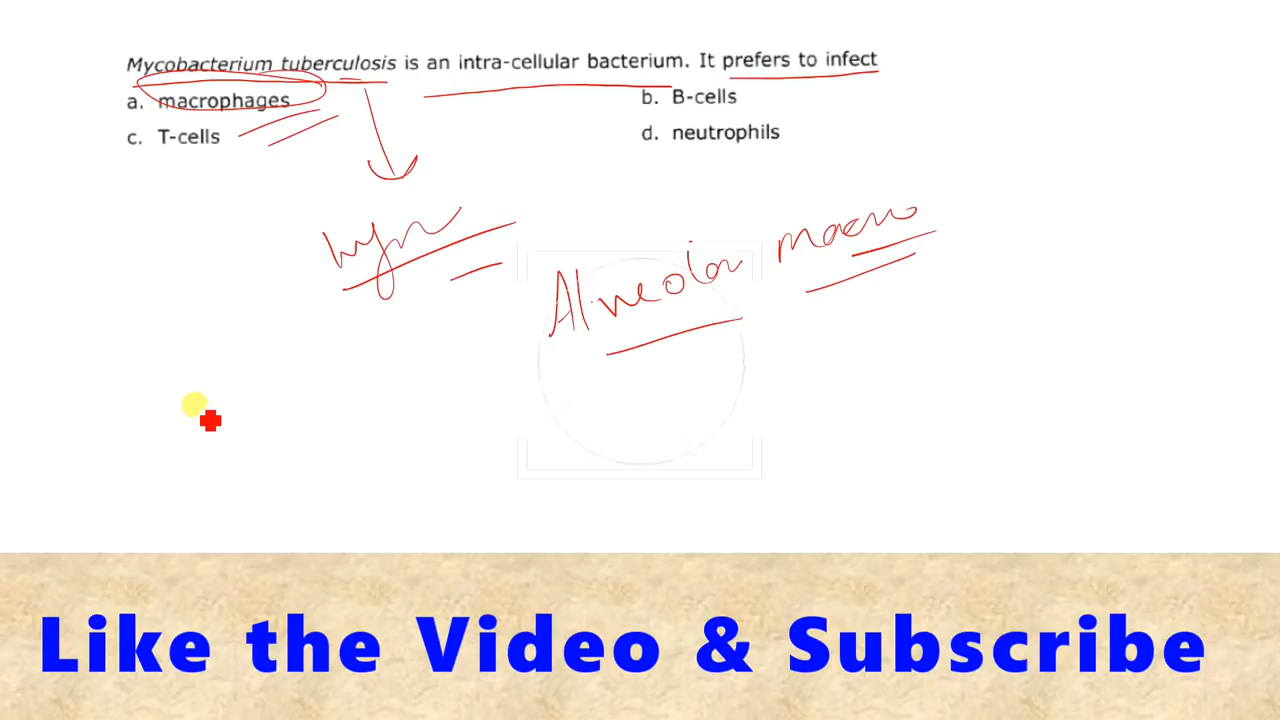 Mycobacterium tuberculosis is an intra-cellular bacterium. It prefers to infect
a. macrophages b. B-cells
c. T-cells d. neutrophils
Alveolar macro
Like the Video & Subscribe